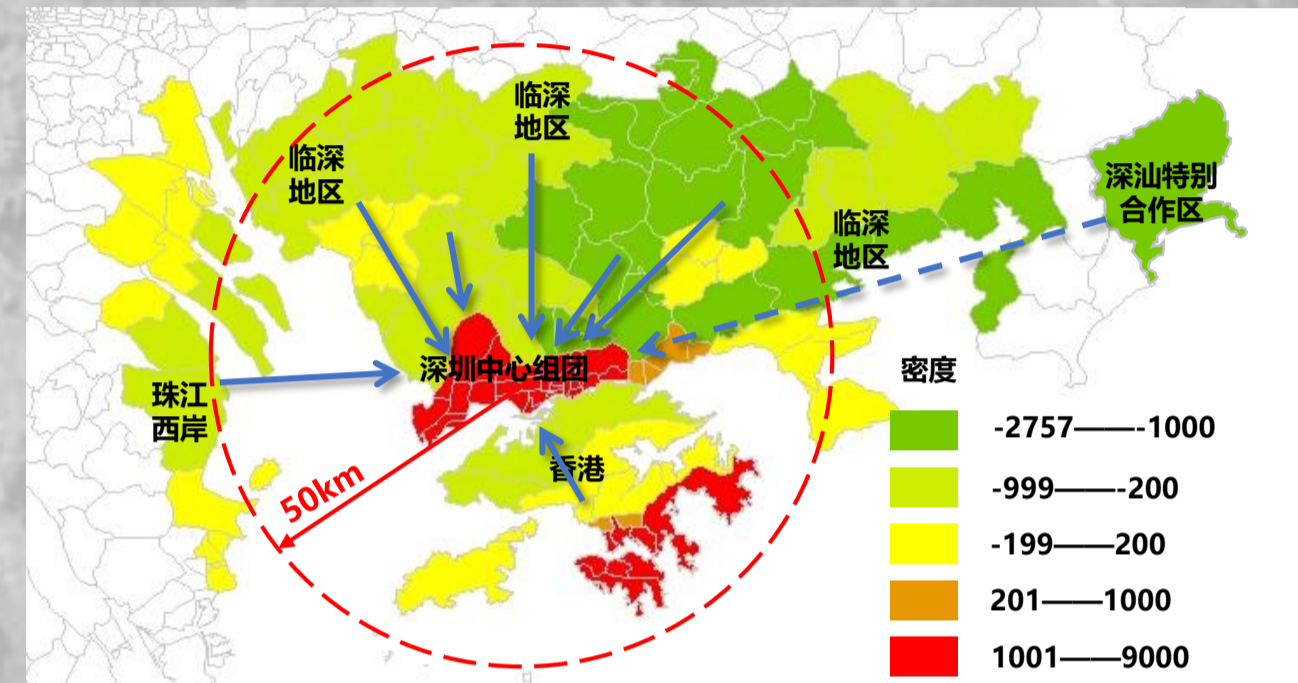 临深
地区
临深
地区
深汕特别
合作区
临深
地区
深圳中心组团
珠江
西岸
香港
50km
密度
-2757——-1000
-999——-200
-199——200
201——1000
1001——9000